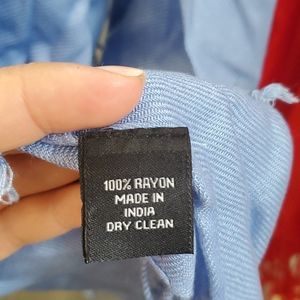 100% RAYON
MADE IN
INDIA
DRY CLEAN